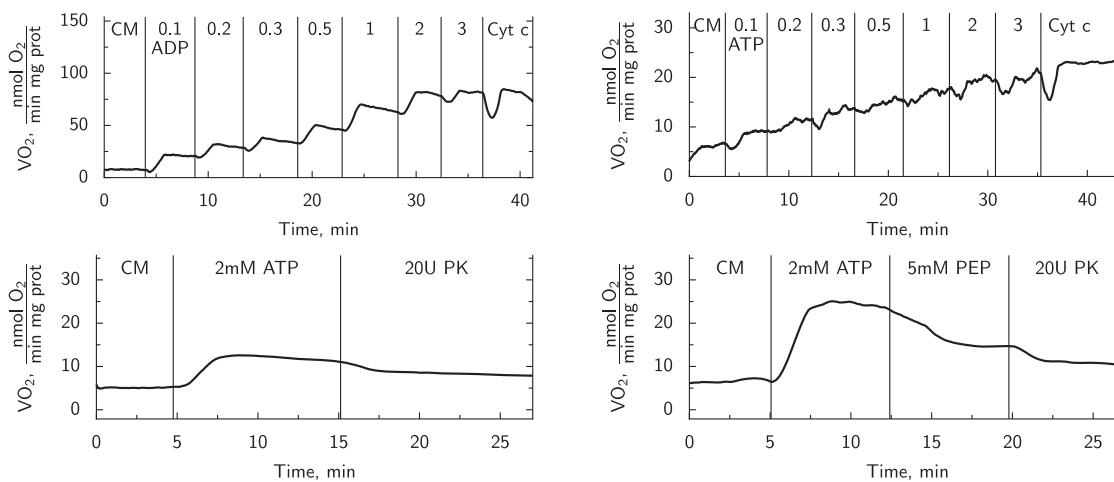 CM 0.1 0.2 0.3 0.5 1 2 3 Cyt c
ADP
150
125
100
75
50
25
0
VO2, nmol O2
min mg prot
0 10 20 30 40
Time, min
CM 0.1 0.2 0.3 0.5 1 2 3 Cyt c
ATP
30
20
10
0
VO2, nmol O2
min mg prot
0 10 20 30 40
Time, min
CM 2mM ATP 20U PK
30
20
10
0
VO2, nmol O2
min mg prot
0 5 10 15 20 25
Time, min
CM 2mM ATP 5mM PEP 20U PK
30
20
10
0
VO2, nmol O2
min mg prot
0 5 10 15 20 25
Time, min